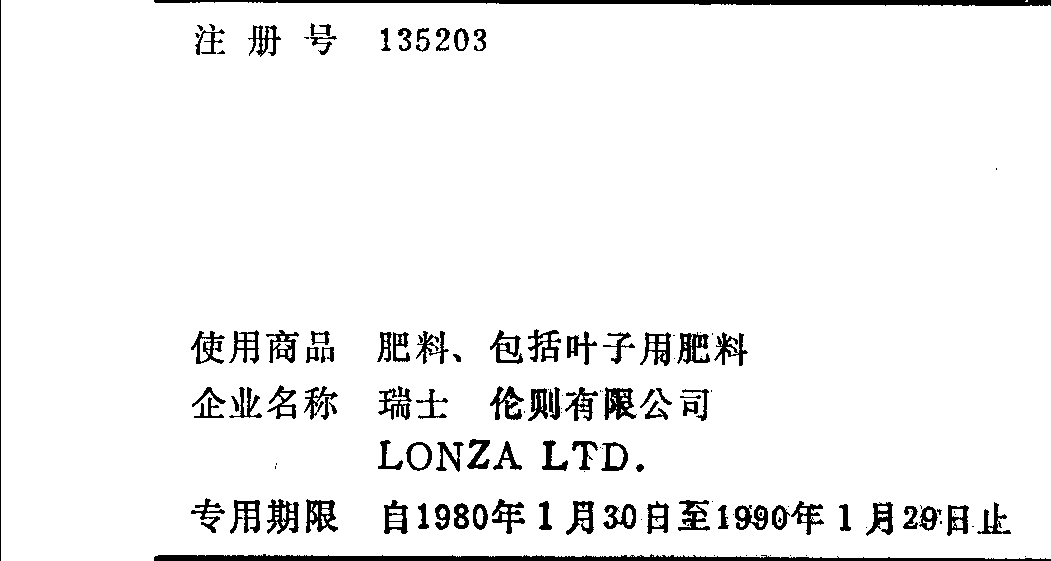 注册号 135203
使用商品 肥料、包括叶子用肥料
企业名称 瑞士 伦则有限公司
LONZA LTD.
专用期限 自1980年1月30日至1990年1月29日止